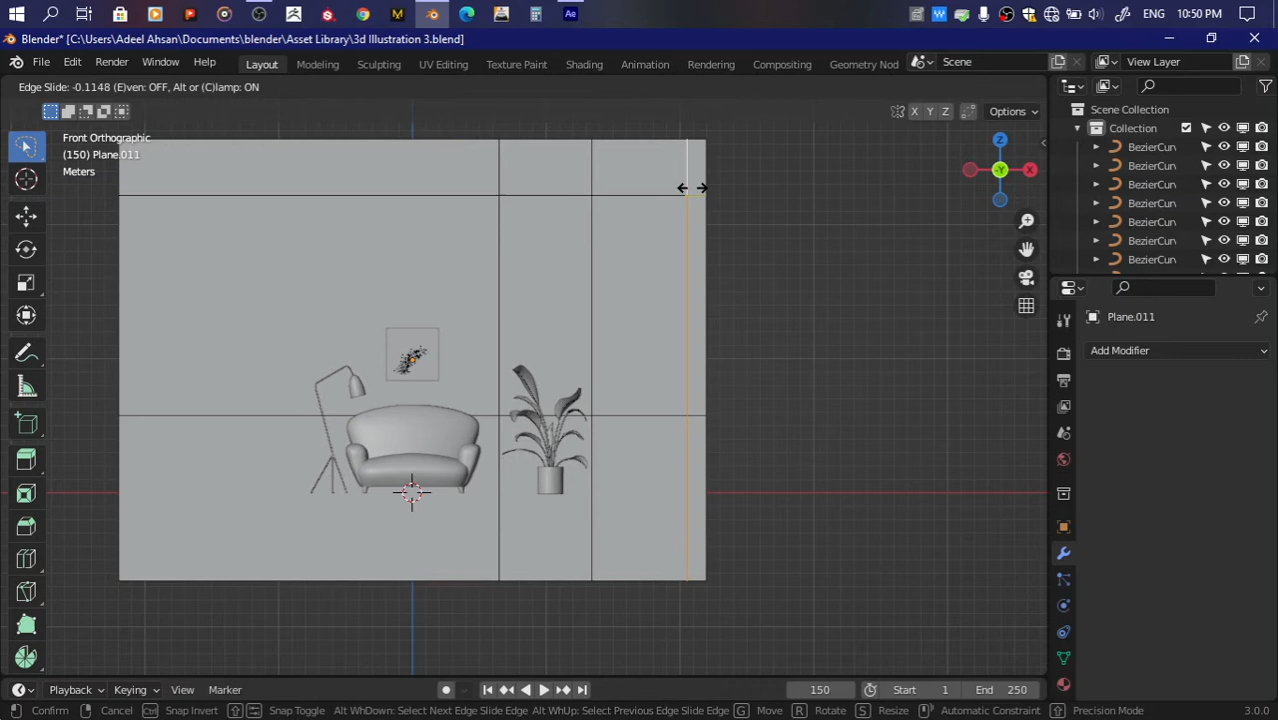 ENG 10:50 PM
Blender* [C:\Users\Adeel Ahsan\Documents\blender\Asset Library\3d Illustration 3.blend]
File Edit Render Window Help Layout Modeling Sculpting UV Editing Texture Paint Shading Animation Rendering Compositing Geometry Nod Scene View Layer
Edge Slide: -0.1148 (E)ven: OFF, Alt or (C)lamp: ON
X Y Z Options
Scene Collection
Front Orthographic
(150) Plane.011
Meters
Collection
BezierCurv
BezierCurv
BezierCurv
BezierCurv
BezierCurv
BezierCurv
BezierCurv
Z
-Y X
Plane.011
Add Modifier
Playback Keying View Marker 150 Start 1 End 250
Confirm Cancel Ctrl Snap Invert Snap Toggle Alt WhDown: Select Next Edge Slide Edge Alt WhUp: Select Previous Edge Slide Edge G Move R Rotate S Resize Automatic Constraint Precision Mode 3.0.0